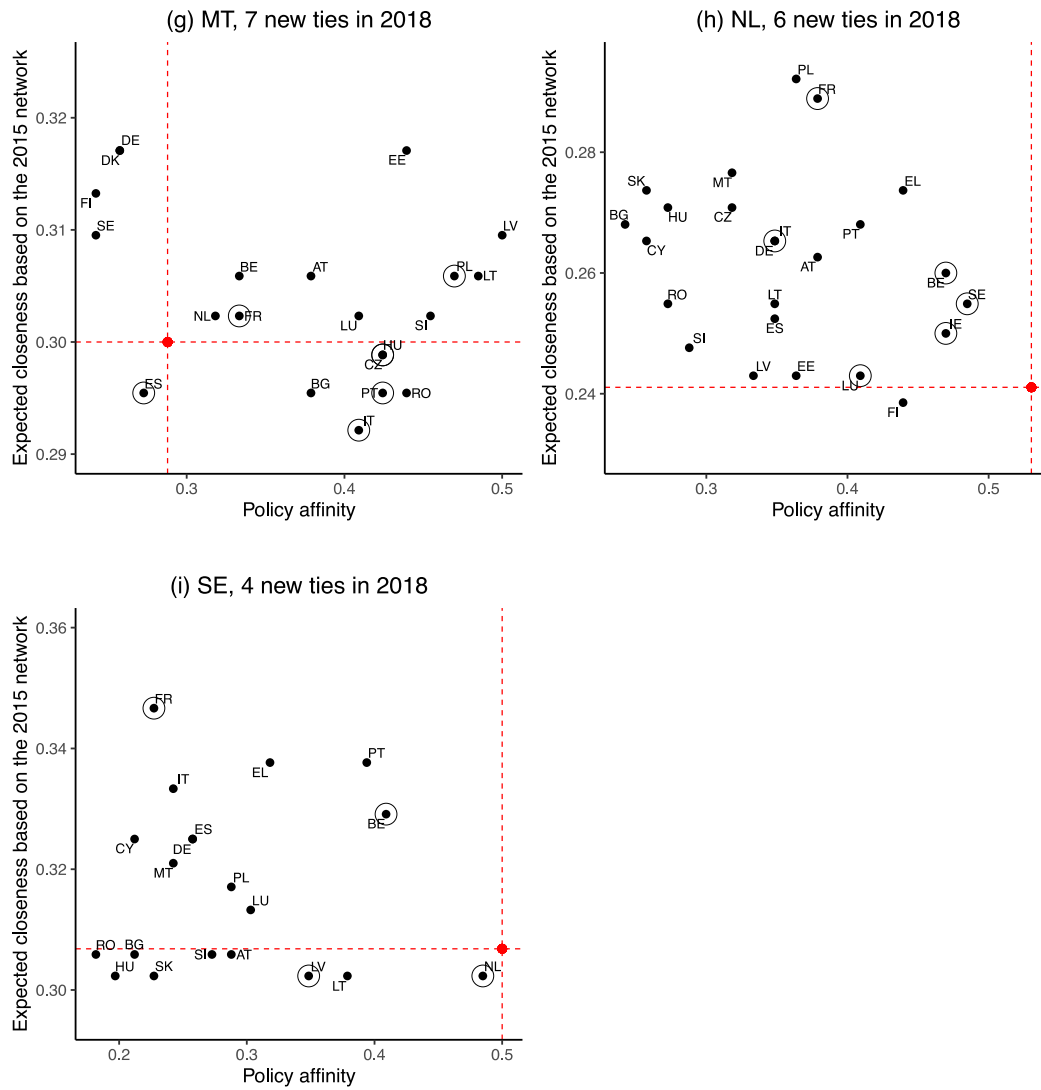 (g) MT, 7 new ties in 2018
Expected closeness based on the 2015 network
0.32
0.31
0.30
0.29
DE
DK
FI
SE
EE
LV
BE
AT
PL
LT
NL
FR
LU
SI
HU
CZ
ES
BG
PT
RO
IT
0.3
0.4
0.5
Policy affinity
(h) NL, 6 new ties in 2018
Expected closeness based on the 2015 network
0.28
0.26
0.24
PL
FR
SK
MT
EL
HU
CZ
BG
CY
IT
DE
PT
AT
BE
SE
RO
LT
ES
IE
SI
LV
EE
LU
FI
0.3
0.4
0.5
Policy affinity
(i) SE, 4 new ties in 2018
Expected closeness based on the 2015 network
0.36
0.34
0.32
0.30
FR
IT
EL
PT
BE
CY
ES
DE
MT
PL
LU
RO
BG
SI
AT
HU
SK
LV
LT
NL
0.2
0.3
0.4
0.5
Policy affinity